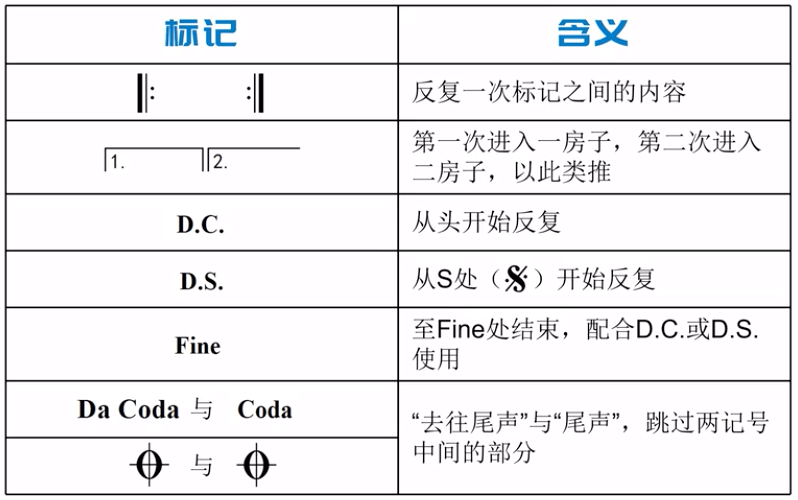 标记 含义
反复一次标记之间的内容
1. 2. 第一次进入一房子，第二次进入
二房子，以此类推
D.C. 从头开始反复
D.S. 从S处（𝄋）开始反复
Fine 至Fine处结束，配合D.C.或D.S.
使用
Da Coda 与 Coda
“去往尾声”与“尾声”，跳过两记号
中间的部分
与